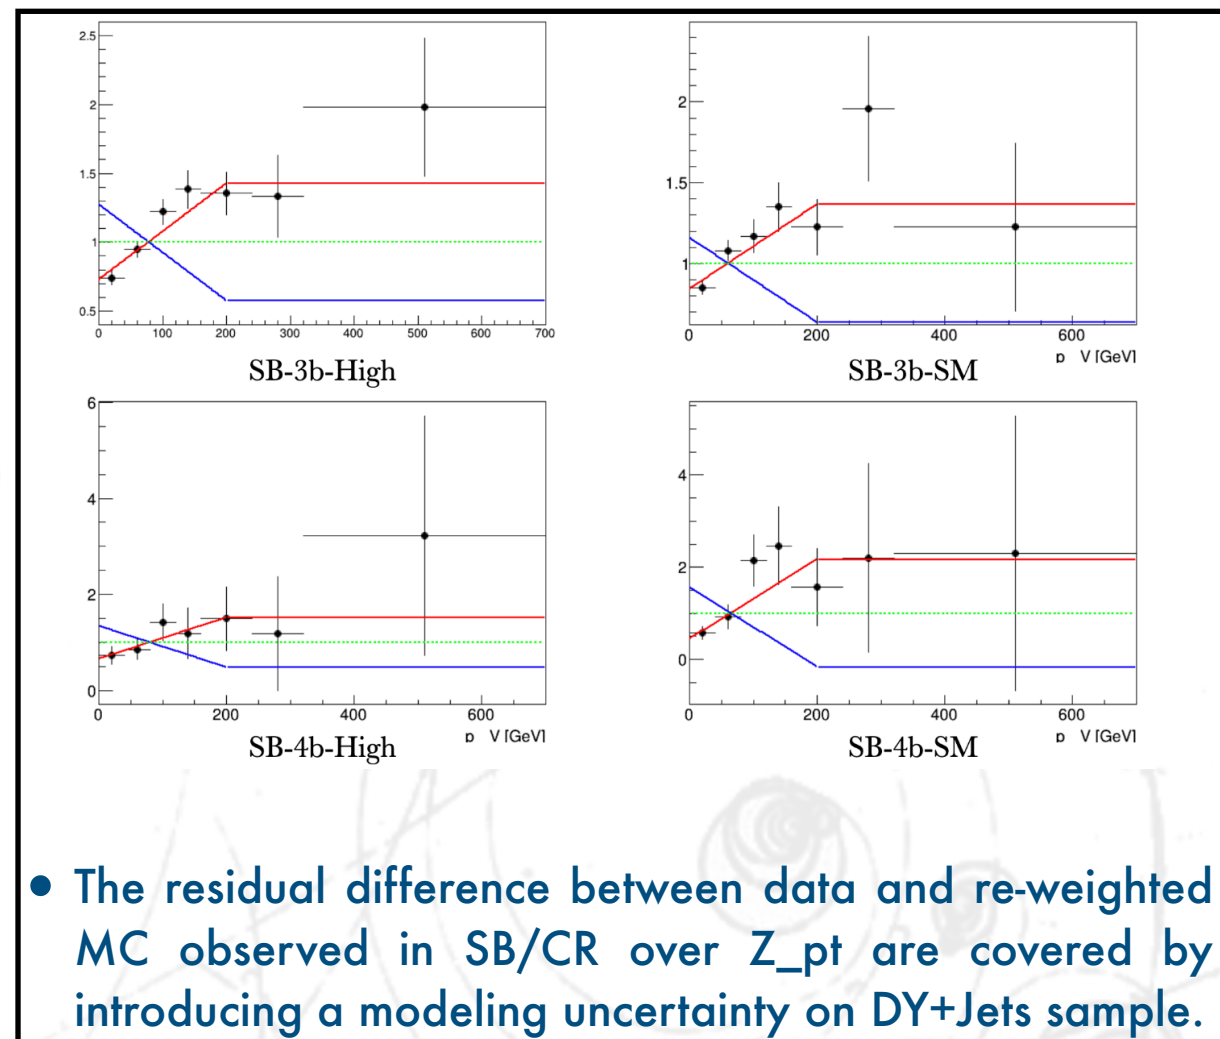 2.5
2
1.5
1
0.5
0 100 200 300 400 500 600 700
SB-3b-High
2
1.5
1
0 200 400 600
p V [GeV]
SB-3b-SM
6
4
2
0
0 200 400 600
p V [GeV]
SB-4b-High
4
2
0
0 200 400 600
p V [GeV]
SB-4b-SM
• The residual difference between data and re-weighted
MC observed in SB/CR over Z_pt are covered by
introducing a modeling uncertainty on DY+Jets sample.